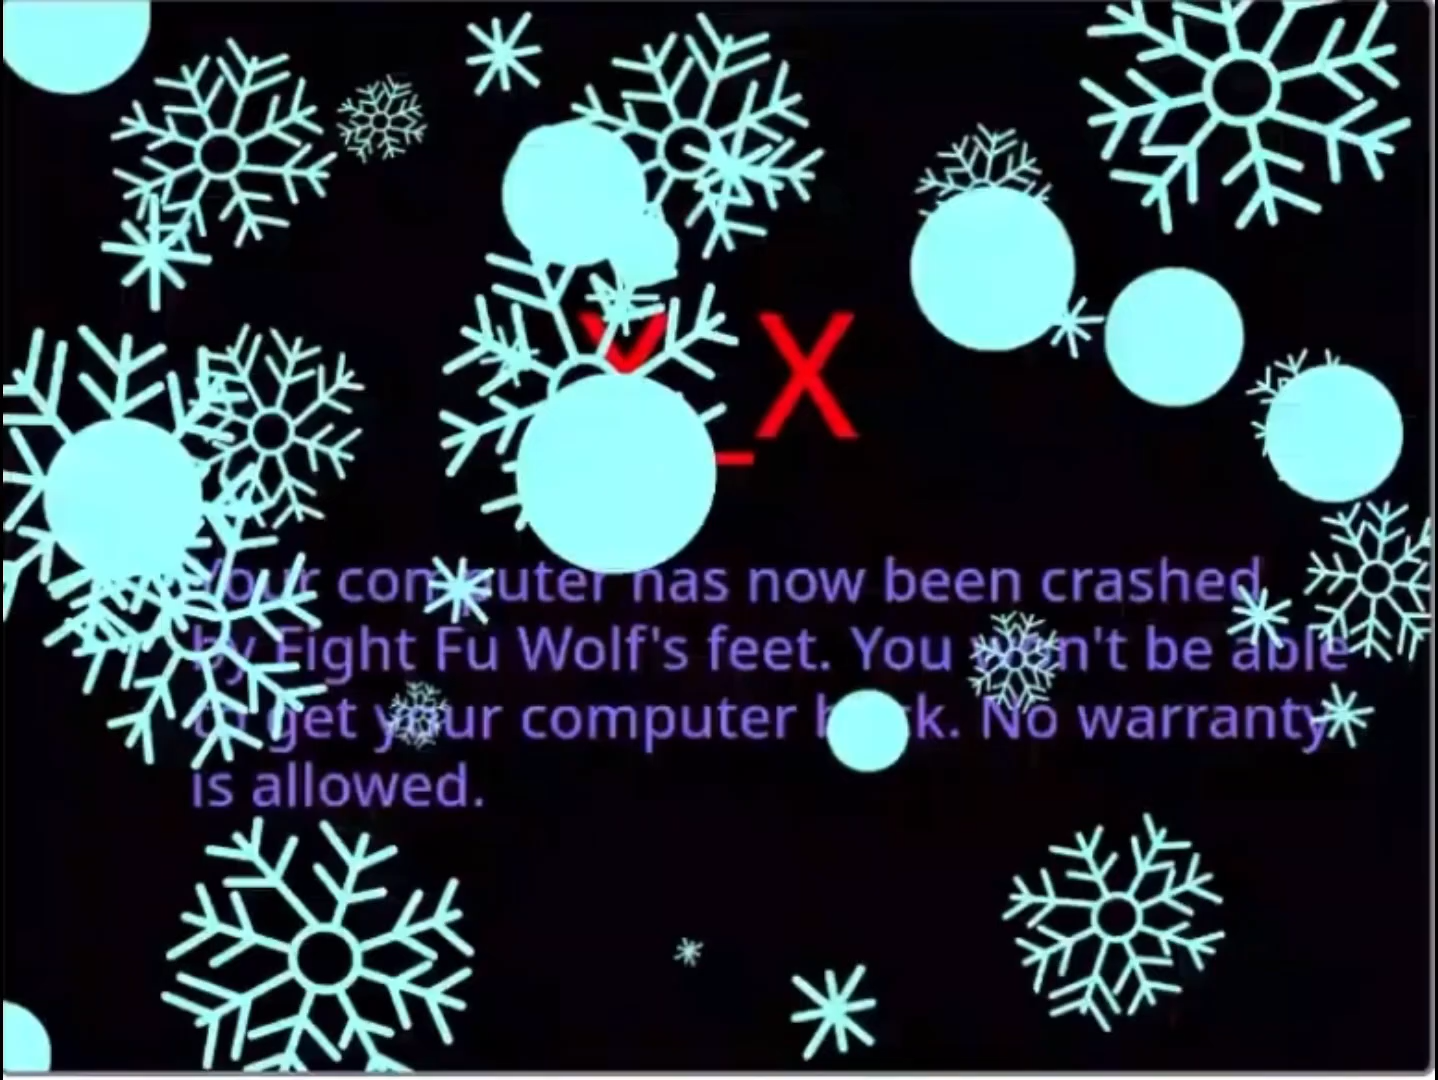 X_X
Your computer has now been crashed
by Fight Fu Wolf's feet. You won't be able
to get your computer back. No warranty
is allowed.